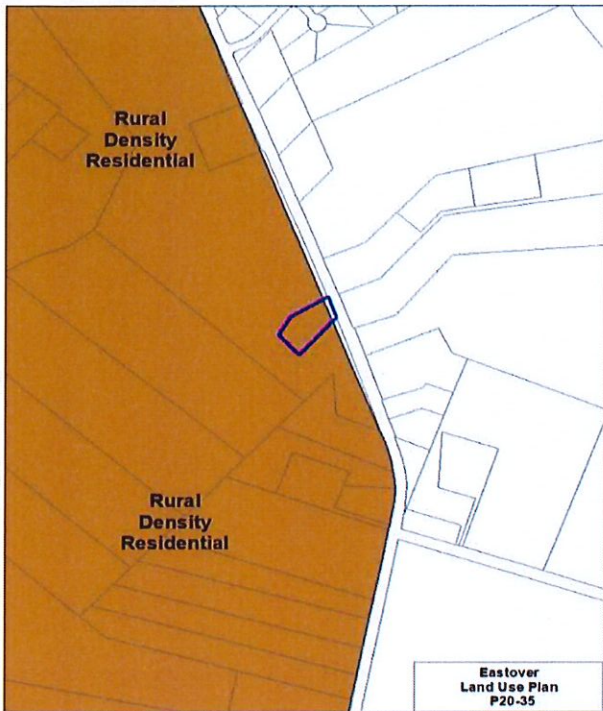 Rural
Density
Residential
Rural
Density
Residential
Eastover
Land Use Plan
P20-35